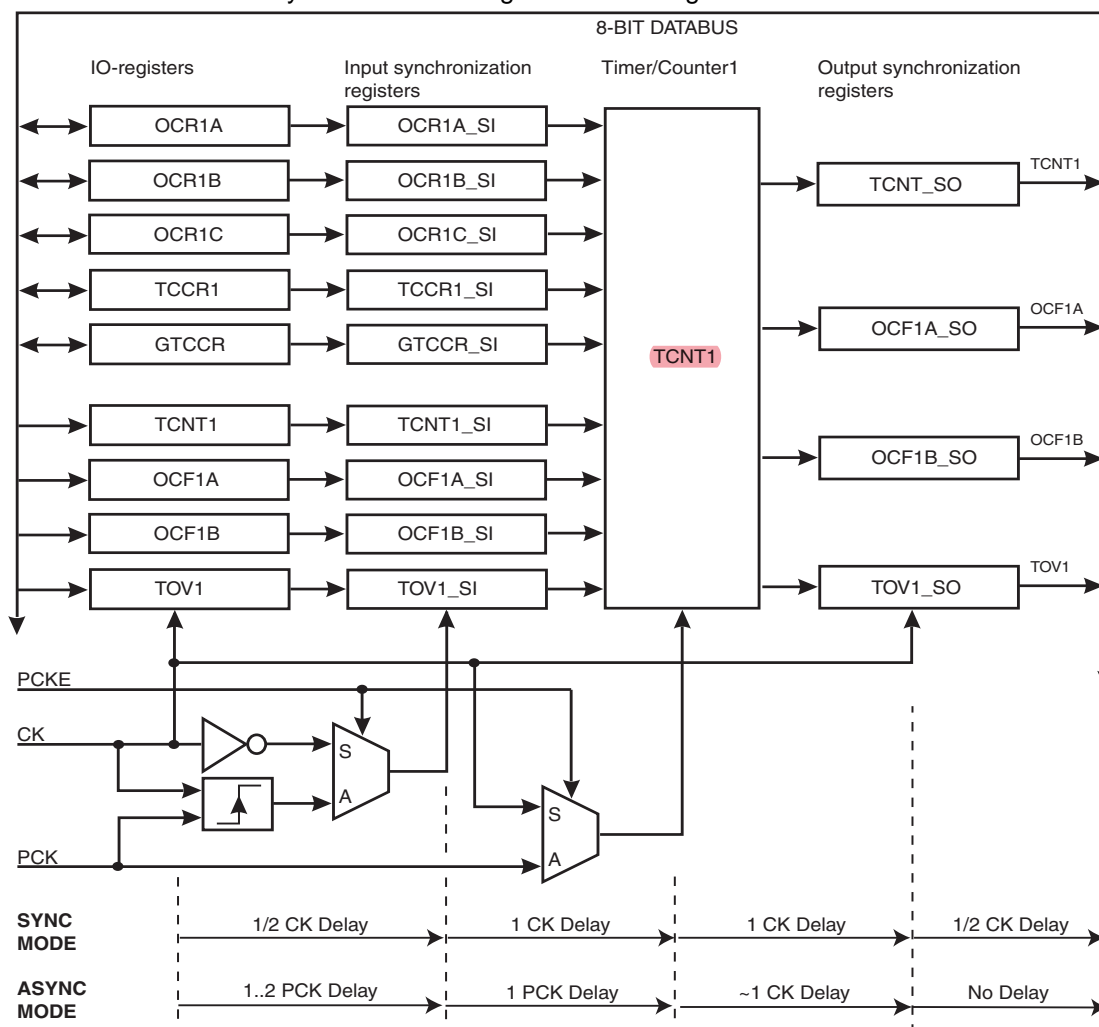 8-BIT DATABUS
IO-registers
Input synchronization
registers
Timer/Counter1
Output synchronization
registers
OCR1A
OCR1A_SI
OCR1B
OCR1B_SI
TCNT_SO
TCNT1
OCR1C
OCR1C_SI
TCCR1
TCCR1_SI
GTCCR
GTCCR_SI
TCNT1
OCF1A_SO
OCF1A
TCNT1
TCNT1_SI
OCF1A
OCF1A_SI
OCF1B_SO
OCF1B
OCF1B
OCF1B_SI
TOV1
TOV1_SI
TOV1_SO
TOV1
PCKE
CK
S
A
S
A
PCK
SYNC
MODE
1/2 CK Delay
1 CK Delay
1 CK Delay
1/2 CK Delay
ASYNC
MODE
1..2 PCK Delay
1 PCK Delay
~1 CK Delay
No Delay